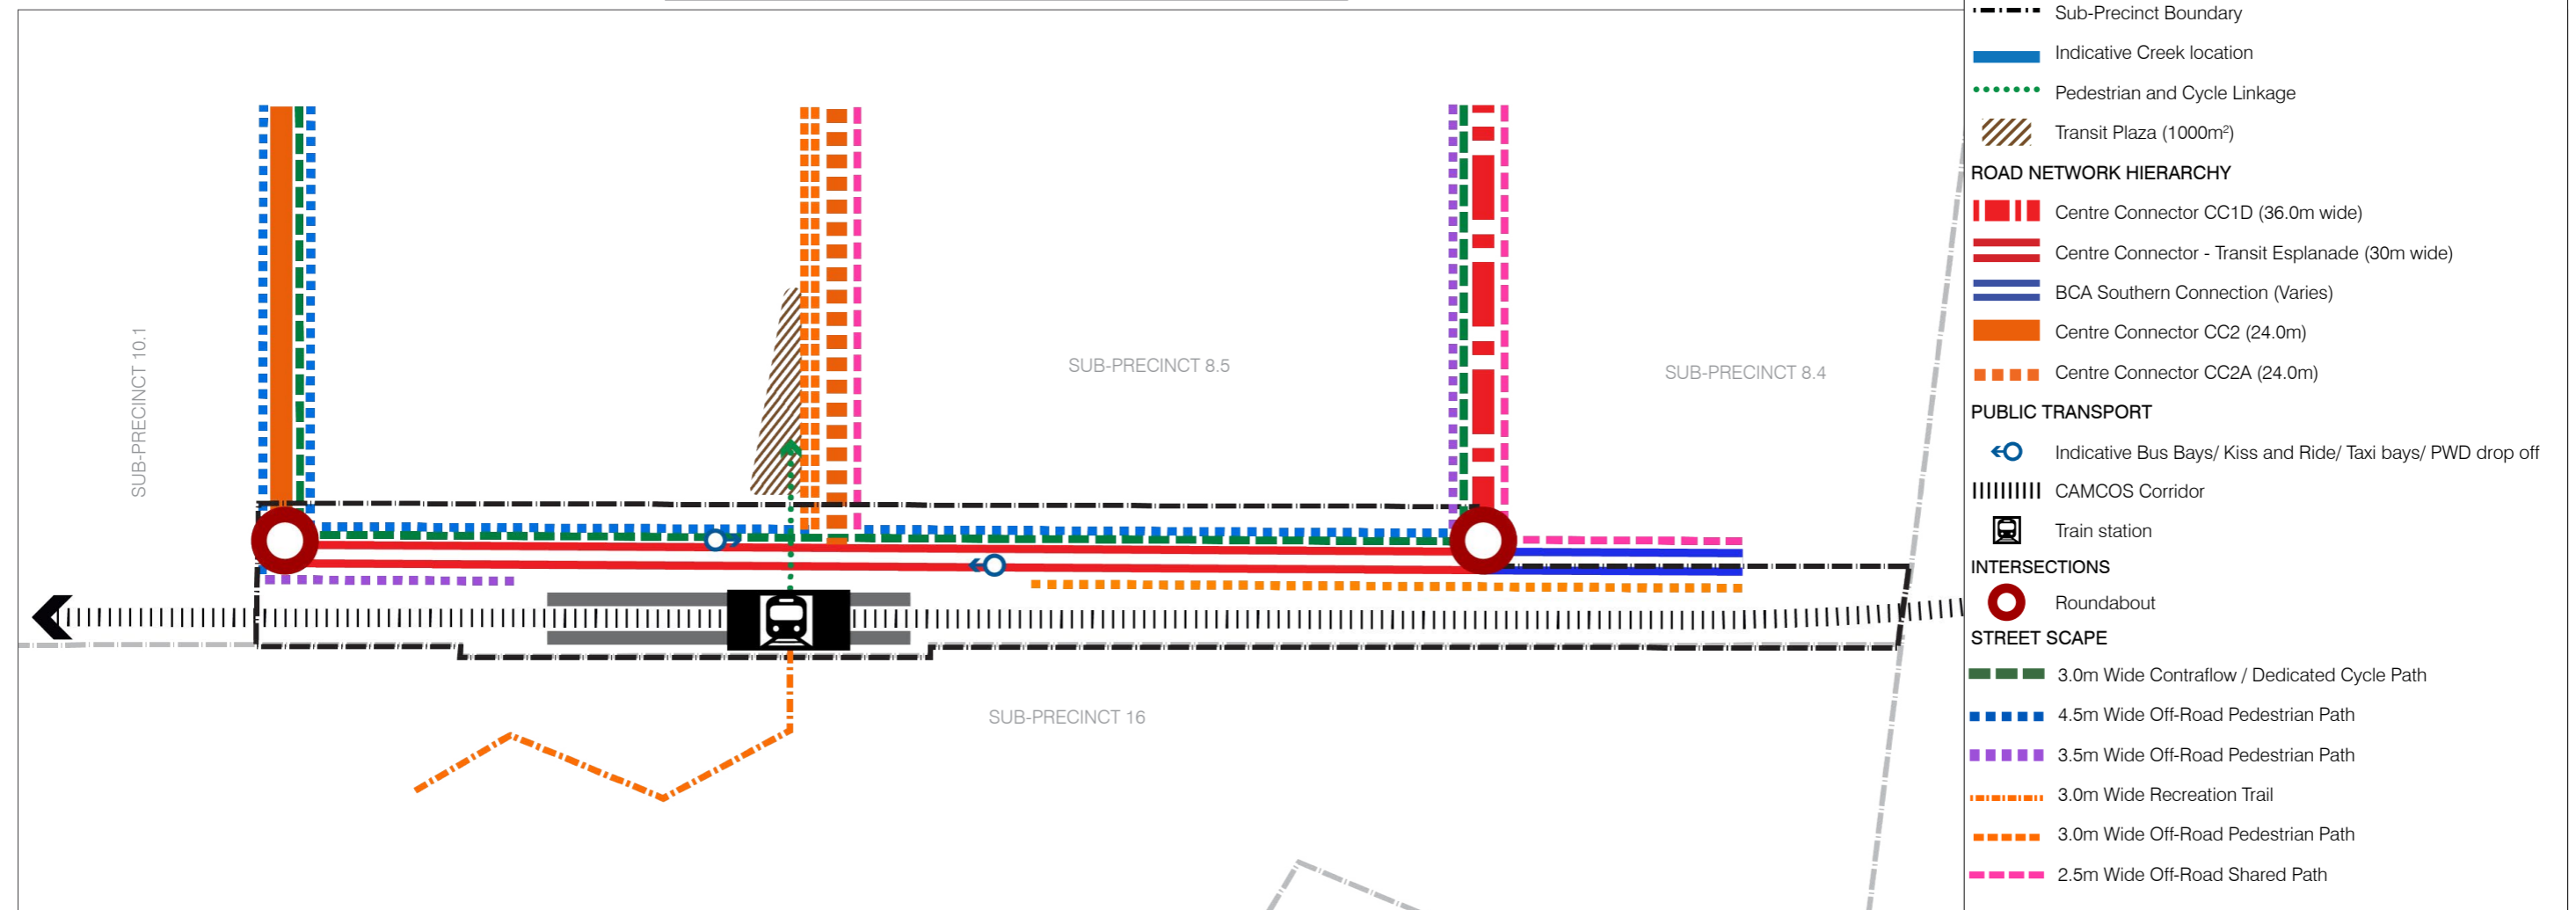 SUB-PRECINCT 10.1
SUB-PRECINCT 8.5
SUB-PRECINCT 8.4
SUB-PRECINCT 16
Sub-Precinct Boundary
Indicative Creek location
Pedestrian and Cycle Linkage
Transit Plaza (1000m²)
ROAD NETWORK HIERARCHY
Centre Connector CC1D (36.0m wide)
Centre Connector - Transit Esplanade (30m wide)
BCA Southern Connection (Varies)
Centre Connector CC2 (24.0m)
Centre Connector CC2A (24.0m)
PUBLIC TRANSPORT
Indicative Bus Bays/ Kiss and Ride/ Taxi bays/ PWD drop off
CAMCOS Corridor
Train station
INTERSECTIONS
Roundabout
STREET SCAPE
3.0m Wide Contraflow / Dedicated Cycle Path
4.5m Wide Off-Road Pedestrian Path
3.5m Wide Off-Road Pedestrian Path
3.0m Wide Recreation Trail
3.0m Wide Off-Road Pedestrian Path
2.5m Wide Off-Road Shared Path